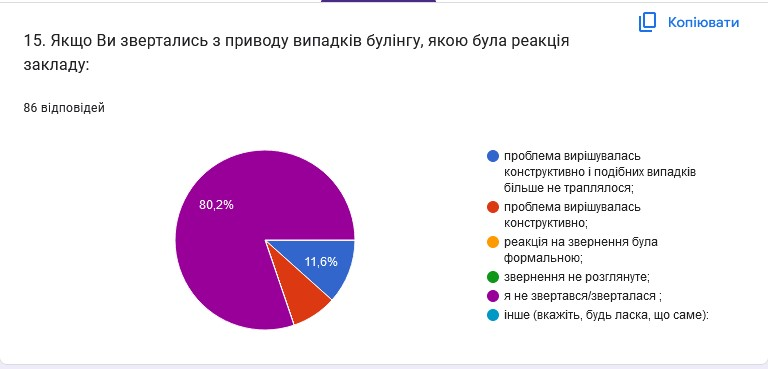 Копіювати
15. Якщо Ви звертались з приводу випадків булінгу, якою була реакція
закладу:
86 відповідей
80,2%
11,6%
проблема вирішувалась
конструктивно і подібних випадків
більше не траплялося;
проблема вирішувалась
конструктивно;
реакція на звернення була
формальною;
звернення не розглянуте;
я не звертався/зверталася ;
інше (вкажіть, будь ласка, що саме):